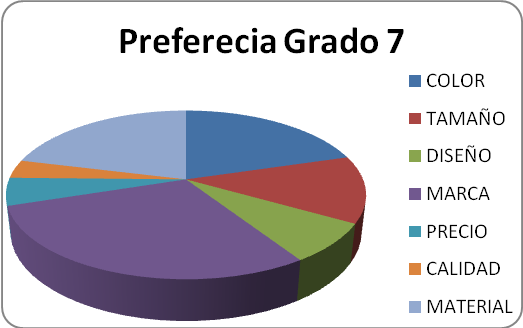 Preferecia Grado 7
COLOR
TAMAÑO
DISEÑO
MARCA
PRECIO
CALIDAD
MATERIAL